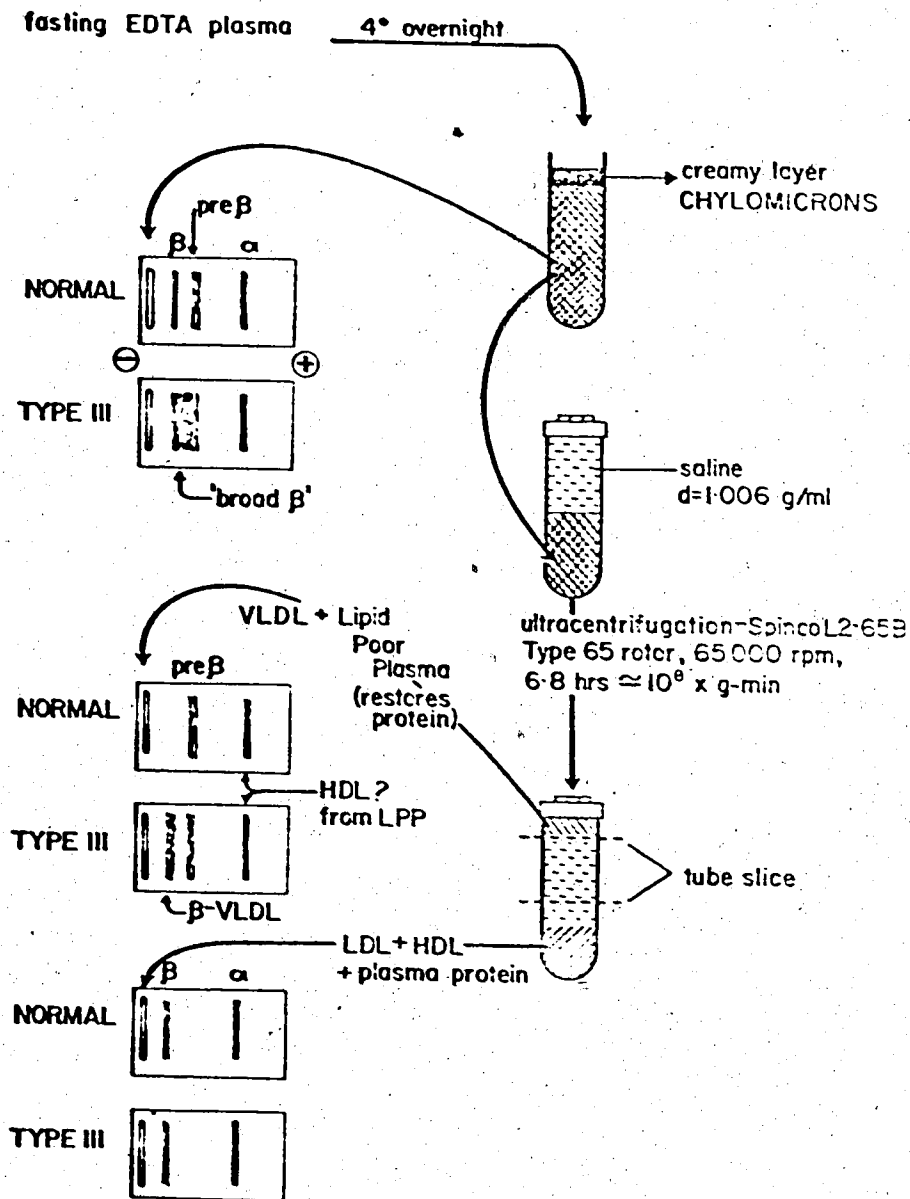 fasting EDTA plasma 4° overnight
creamy layer
CHYLOMICRONS
preβ
β α
NORMAL
⊖ ⊕
TYPE III
'broad β'
saline
d=1·006 g/ml
ultracentrifugation-Spinco L2-65B
Type 65 rotor, 65000 rpm,
6·8 hrs ≃ 10⁸ x g-min
VLDL + Lipid
Poor
Plasma
(restores
protein)
preβ
NORMAL
HDL?
from LPP
TYPE III
β-VLDL
tube slice
LDL + HDL
+ plasma protein
β α
NORMAL
TYPE III